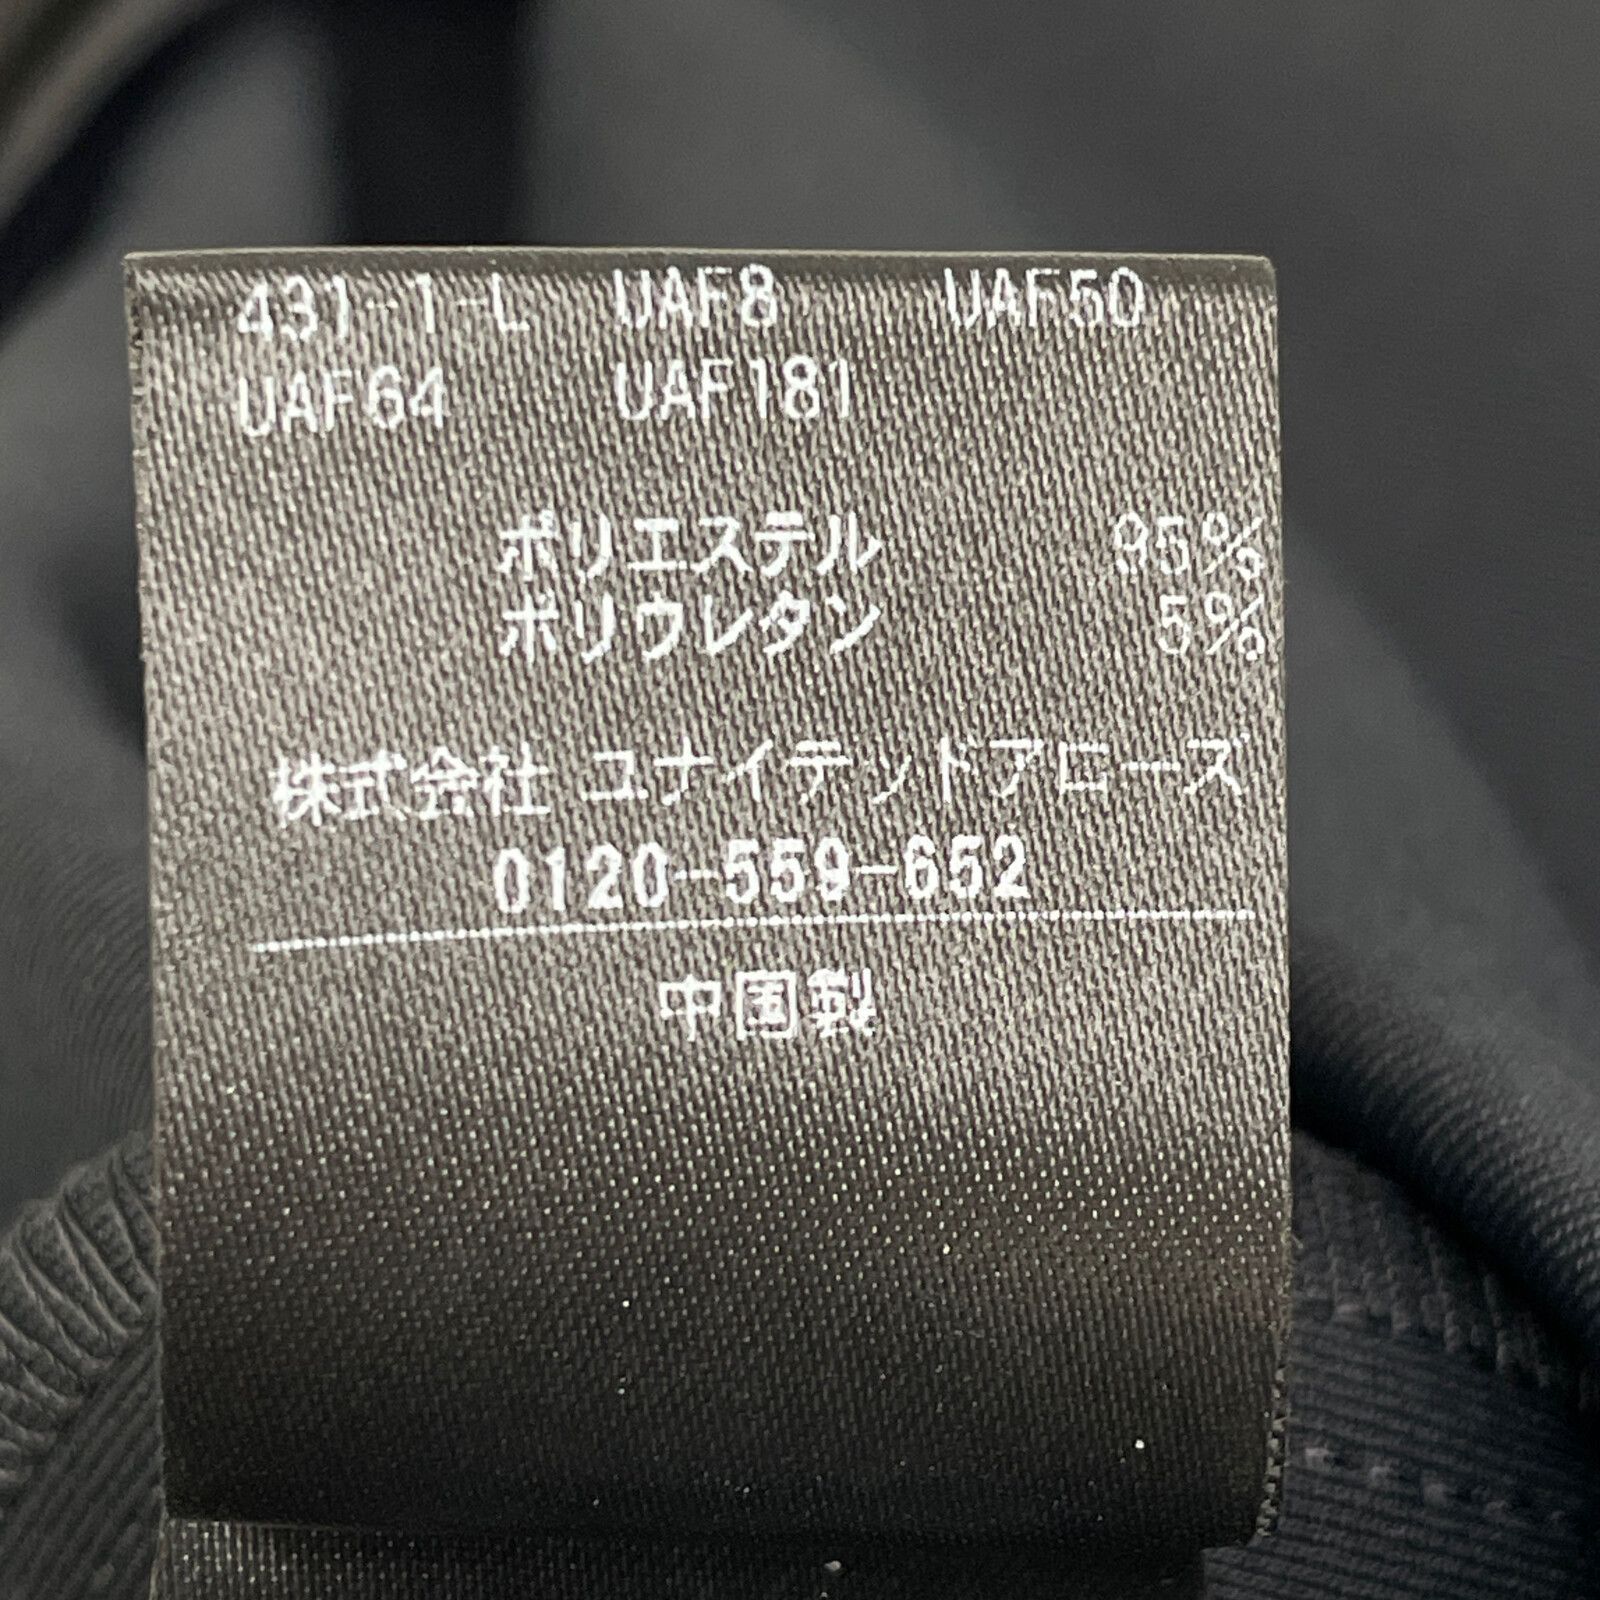 431-1-L UAF8 UAF50
UAF64 UAF181
ポリエステル 95%
ポリウレタン 5%
株式会社 ユナイテッドアローズ
0120-559-652
中国製